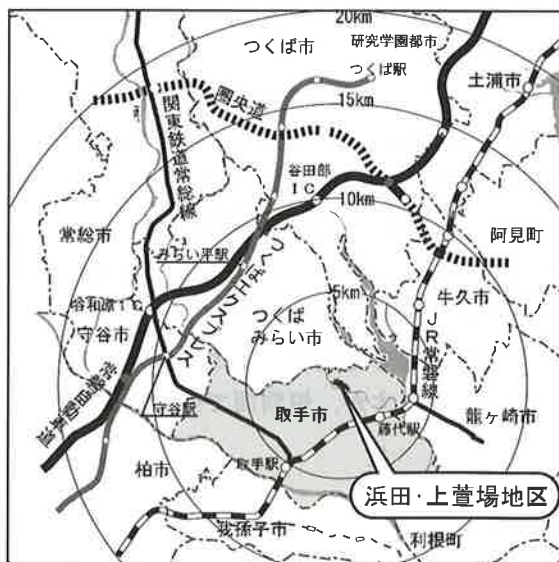 20km
つくば市
研究学園都市
つくば駅
土浦市
15km
圏央道
関東鉄道常総線
谷田部
IC
10km
常総市
みらい平駅
阿見町
つくばエクスプレス
5km
牛久市
谷和原IC
守谷市
つくば
みらい市
JR常磐線
常磐自動車道
取手市
龍ヶ崎市
守谷駅
藤代駅
柏市
取手駅
浜田・上萱場地区
我孫子市
利根町